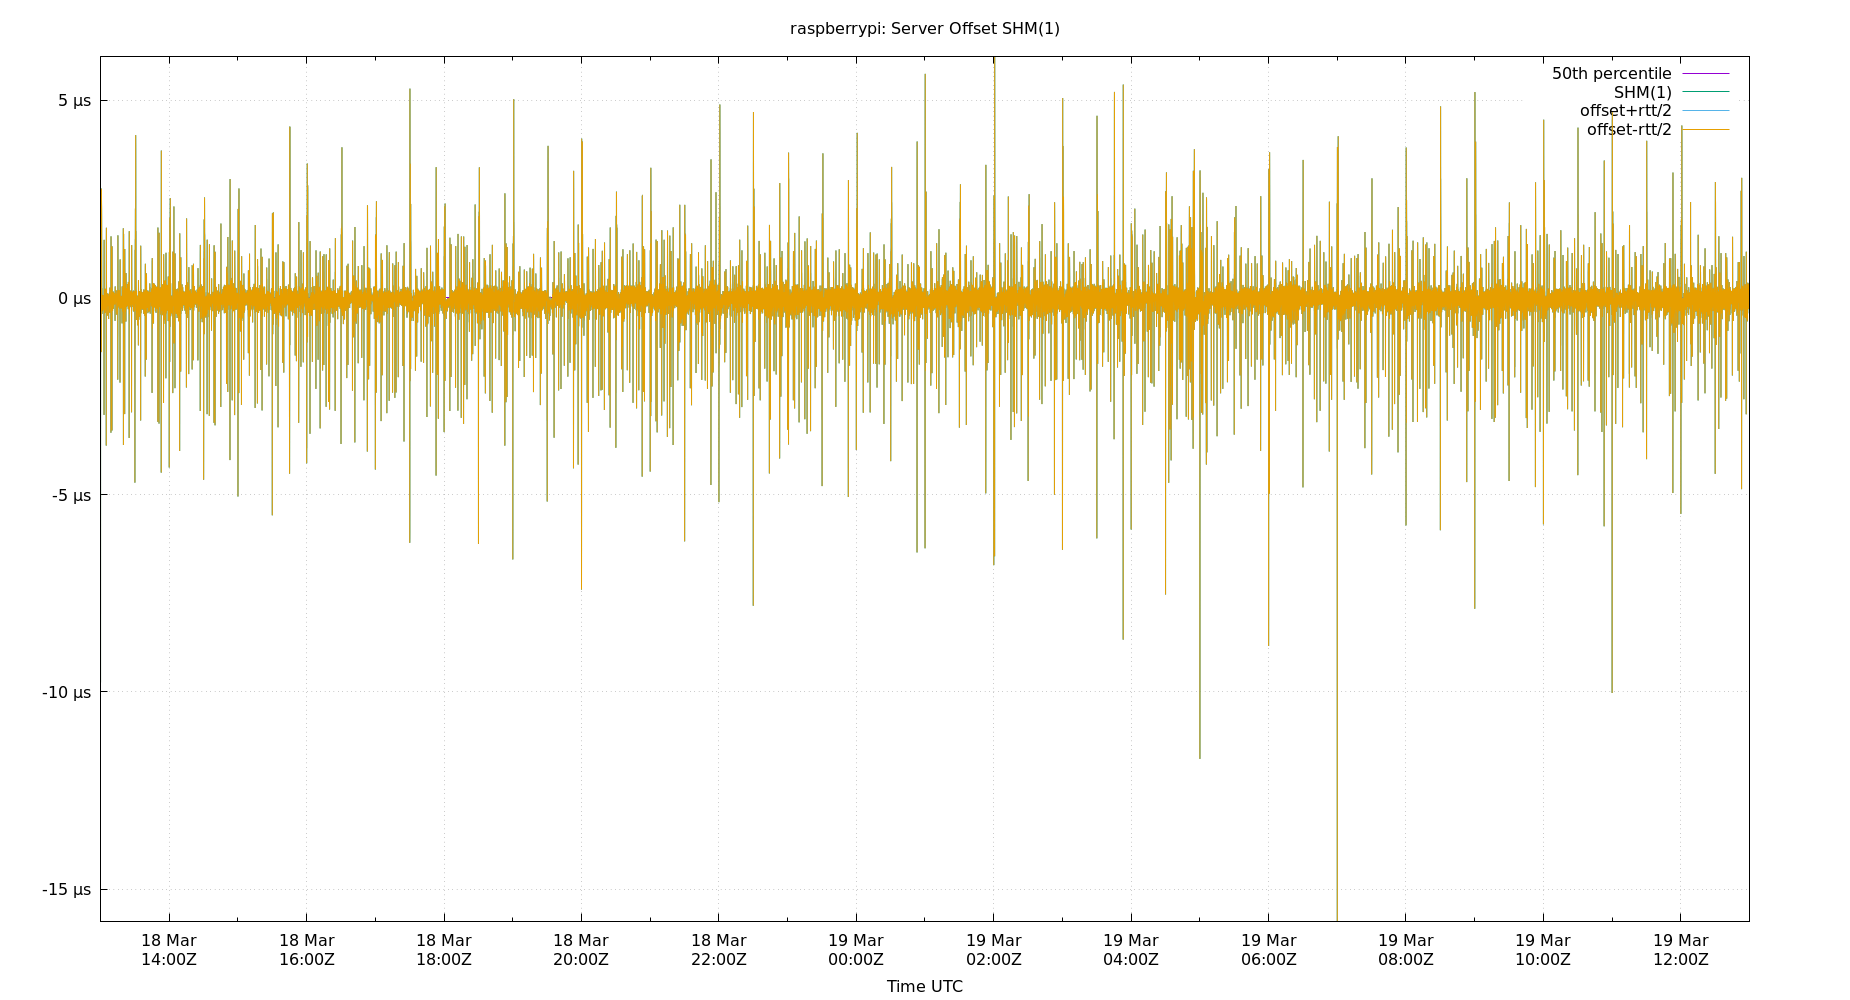 raspberrypi: Server Offset SHM(1)
50th percentile
SHM(1)
offset+rtt/2
offset-rtt/2
5 µs
0 µs
-5 µs
-10 µs
-15 µs
18 Mar 18 Mar 18 Mar 18 Mar 18 Mar 19 Mar 19 Mar 19 Mar 19 Mar 19 Mar 19 Mar 19 Mar
14:00Z 16:00Z 18:00Z 20:00Z 22:00Z 00:00Z 02:00Z 04:00Z 06:00Z 08:00Z 10:00Z 12:00Z
Time UTC